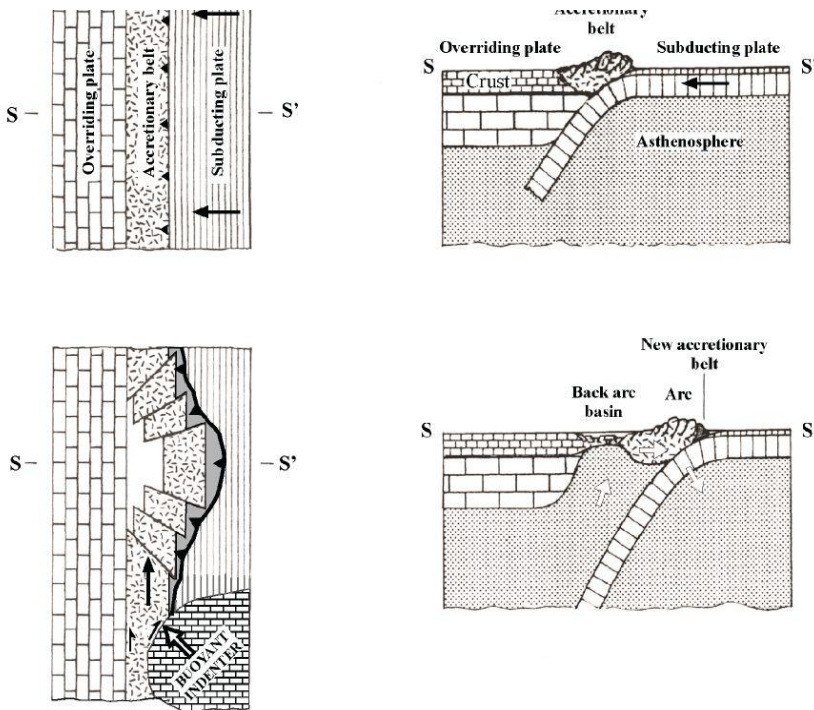 Accretionary
belt
Overriding plate
Subducting plate
S
S'
Crust
Asthenosphere
S
S'
Overriding plate
Accretionary belt
Subducting plate
New accretionary
belt
Back arc
basin
Arc
S
S
S
S'
BUOYANT
INDENTER